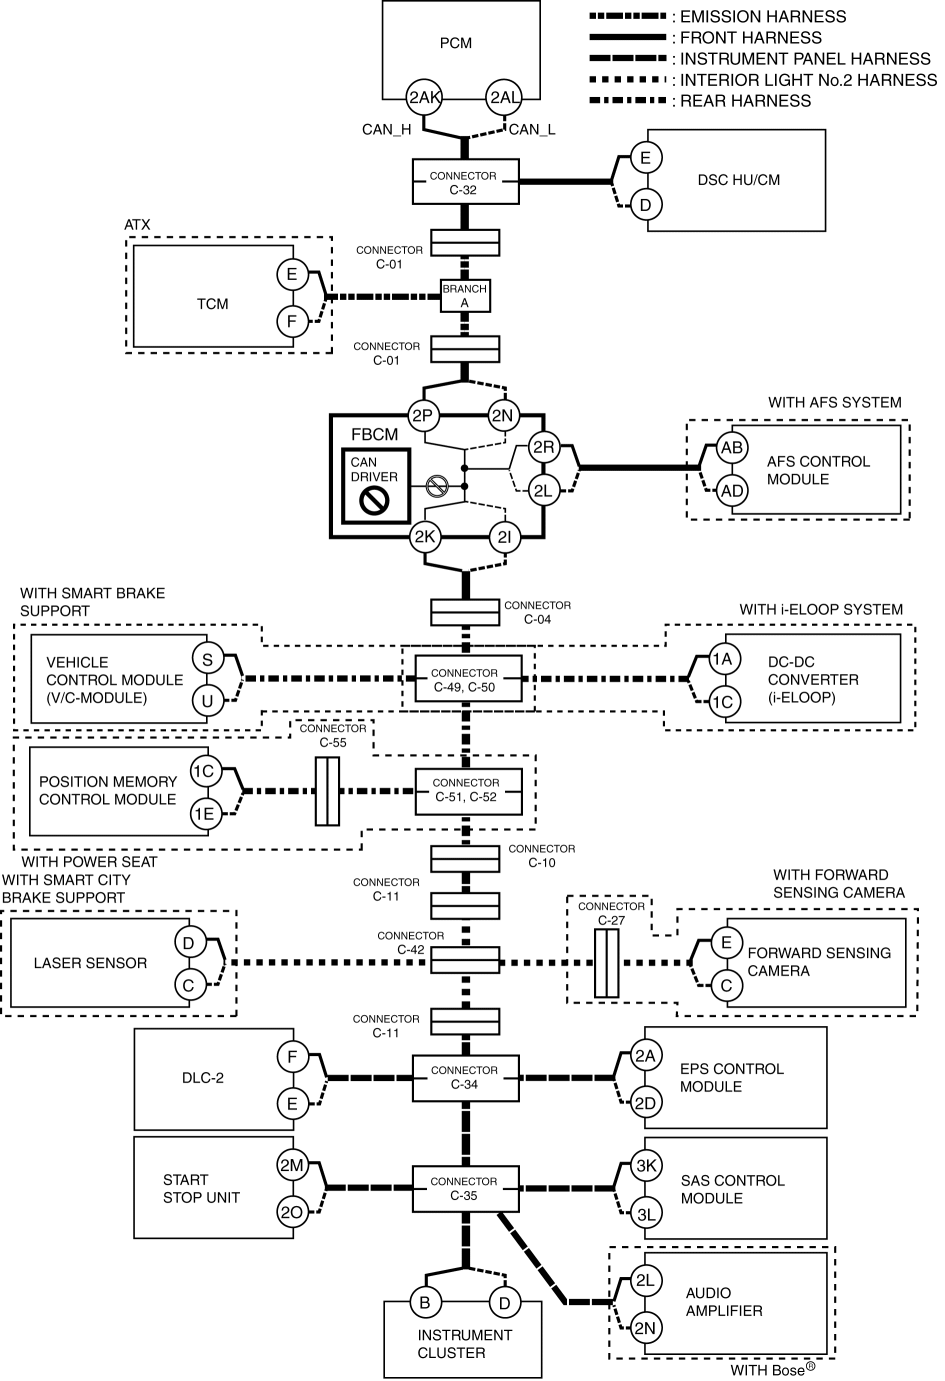 PCM
: EMISSION HARNESS
: FRONT HARNESS
: INSTRUMENT PANEL HARNESS
: INTERIOR LIGHT No.2 HARNESS
: REAR HARNESS
2AK
2AL
CAN_H
CAN_L
CONNECTOR
C-32
E
D
DSC HU/CM
ATX
TCM
E
F
CONNECTOR
C-01
BRANCH
A
CONNECTOR
C-01
2P
2N
FBCM
CAN
DRIVER
2R
2L
2K
2I
WITH AFS SYSTEM
AB
AD
AFS CONTROL
MODULE
CONNECTOR
C-04
WITH SMART BRAKE
SUPPORT
VEHICLE
CONTROL MODULE
(V/C-MODULE)
S
U
CONNECTOR
C-49, C-50
WITH i-ELOOP SYSTEM
1A
1C
DC-DC
CONVERTER
(i-ELOOP)
CONNECTOR
C-55
POSITION MEMORY
CONTROL MODULE
1C
1E
CONNECTOR
C-51, C-52
WITH POWER SEAT
CONNECTOR
C-10
WITH SMART CITY
BRAKE SUPPORT
CONNECTOR
C-11
LASER SENSOR
D
C
CONNECTOR
C-42
CONNECTOR
C-27
WITH FORWARD
SENSING CAMERA
E
C
FORWARD SENSING
CAMERA
CONNECTOR
C-11
DLC-2
F
E
CONNECTOR
C-34
2A
2D
EPS CONTROL
MODULE
START
STOP UNIT
2M
2O
CONNECTOR
C-35
3K
3L
SAS CONTROL
MODULE
2L
2N
AUDIO
AMPLIFIER
WITH Bose®
B
D
INSTRUMENT
CLUSTER